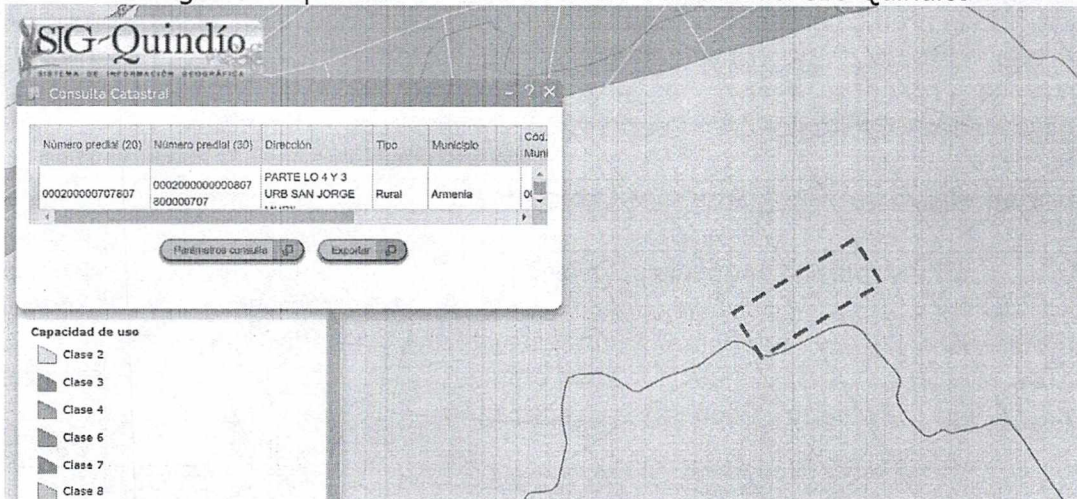 SIG-Quindío
SISTEMA DE INFORMACIÓN GEOGRÁFICA
Consulta Catastral
Número predial (20) Número predial (30) Dirección Tipo Municipio Cód. Muni
000200000707807 0002000000000807800000707 PARTE LO 4 Y 3 URB SAN JORGE Rural Armenia
Parámetros consulta Exportar
Capacidad de uso
Clase 2
Clase 3
Clase 4
Clase 6
Clase 7
Clase 8